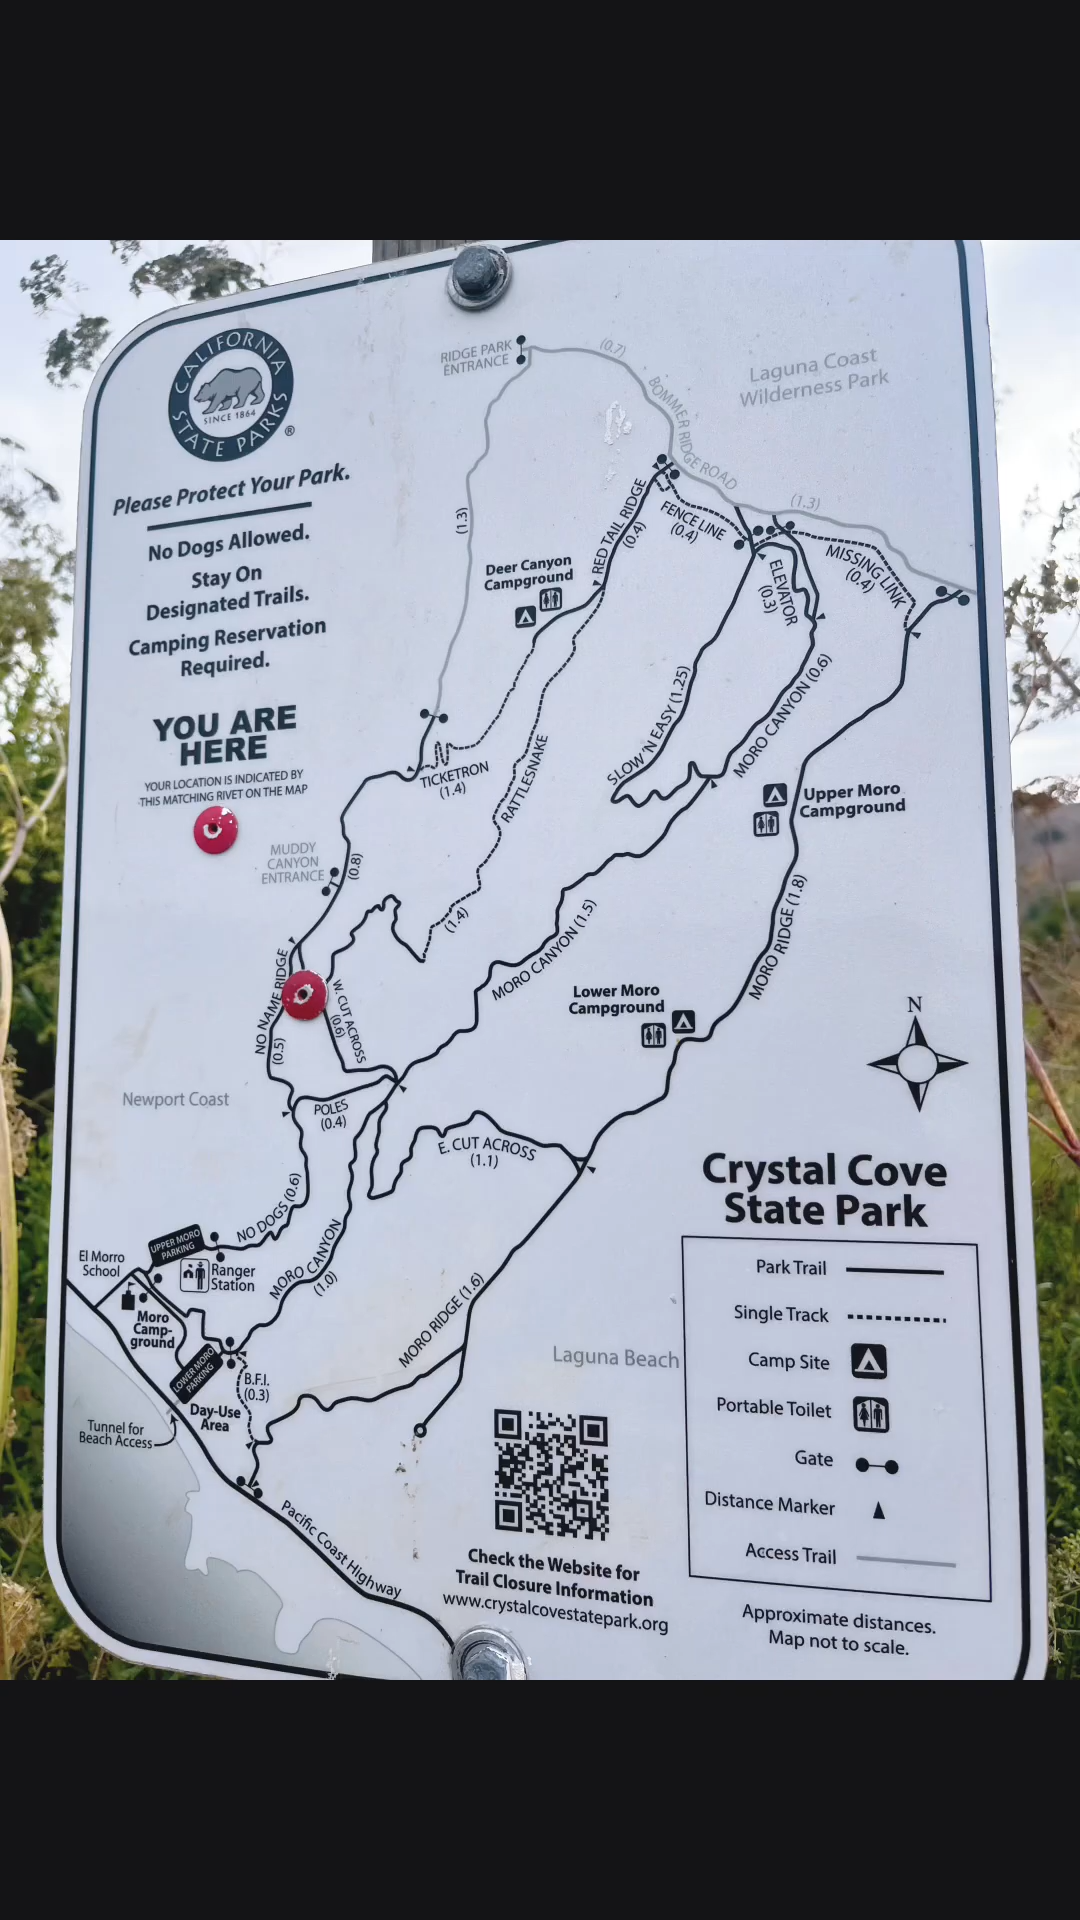 CALIFORNIA
STATE PARKS
SINCE 1864
®
Please Protect Your Park.
No Dogs Allowed.
Stay On
Designated Trails.
Camping Reservation
Required.
YOU ARE
HERE
YOUR LOCATION IS INDICATED BY
THIS MATCHING RIVET ON THE MAP
RIDGE PARK
ENTRANCE
(0.7)
BOMMER RIDGE ROAD
Laguna Coast
Wilderness Park
(1.3)
(1.3)
RED TAIL RIDGE
(0.4)
FENCE LINE
(0.4)
MISSING LINK
(0.4)
ELEVATOR
(0.3)
Deer Canyon
Campground
SLOW 'N EASY (1.25)
MORO CANYON (0.6)
TICKETRON
(1.4)
RATTLESNAKE
(1.4)
Upper Moro
Campground
MUDDY
CANYON
ENTRANCE
(0.8)
MORO RIDGE (1.8)
MORO CANYON (1.5)
NO NAME RIDGE
(0.5)
W. CUT ACROSS
(0.6)
Lower Moro
Campground
N
Newport Coast
POLES
(0.4)
E. CUT ACROSS
(1.1)
NO DOGS (0.6)
MORO CANYON
(1.0)
UPPER MORO
PARKING
El Morro
School
Ranger
Station
Moro
Camp-
ground
LOWER MORO
PARKING
B.F.I.
(0.3)
Day-Use
Area
Tunnel for
Beach Access
MORO RIDGE (1.6)
Laguna Beach
Pacific Coast Highway
Crystal Cove
State Park
Park Trail
Single Track
Camp Site
Portable Toilet
Gate
Distance Marker
Access Trail
Check the Website for
Trail Closure Information
www.crystalcovestatepark.org
Approximate distances.
Map not to scale.